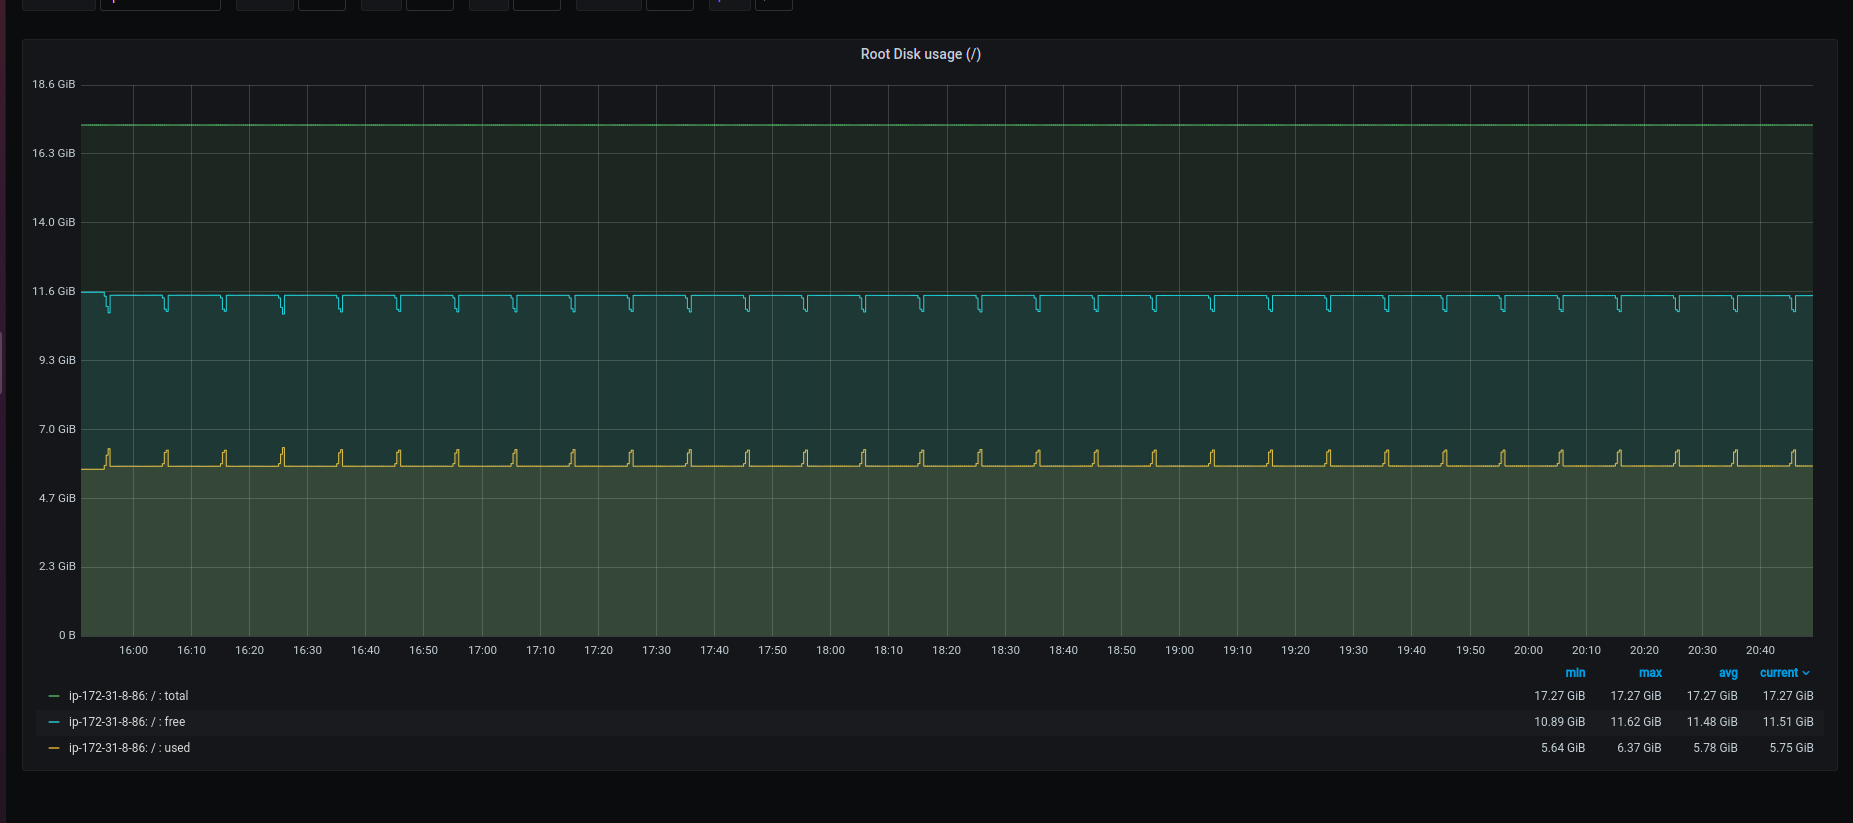 Root Disk usage (/)
18.6 GiB
16.3 GiB
14.0 GiB
11.6 GiB
9.3 GiB
7.0 GiB
4.7 GiB
2.3 GiB
0 B
16:00 16:10 16:20 16:30 16:40 16:50 17:00 17:10 17:20 17:30 17:40 17:50 18:00 18:10 18:20 18:30 18:40 18:50 19:00 19:10 19:20 19:30 19:40 19:50 20:00 20:10 20:20 20:30 20:40
min max avg current
ip-172-31-8-86: / : total 17.27 GiB 17.27 GiB 17.27 GiB 17.27 GiB
ip-172-31-8-86: / : free 10.89 GiB 11.62 GiB 11.48 GiB 11.51 GiB
ip-172-31-8-86: / : used 5.64 GiB 6.37 GiB 5.78 GiB 5.75 GiB